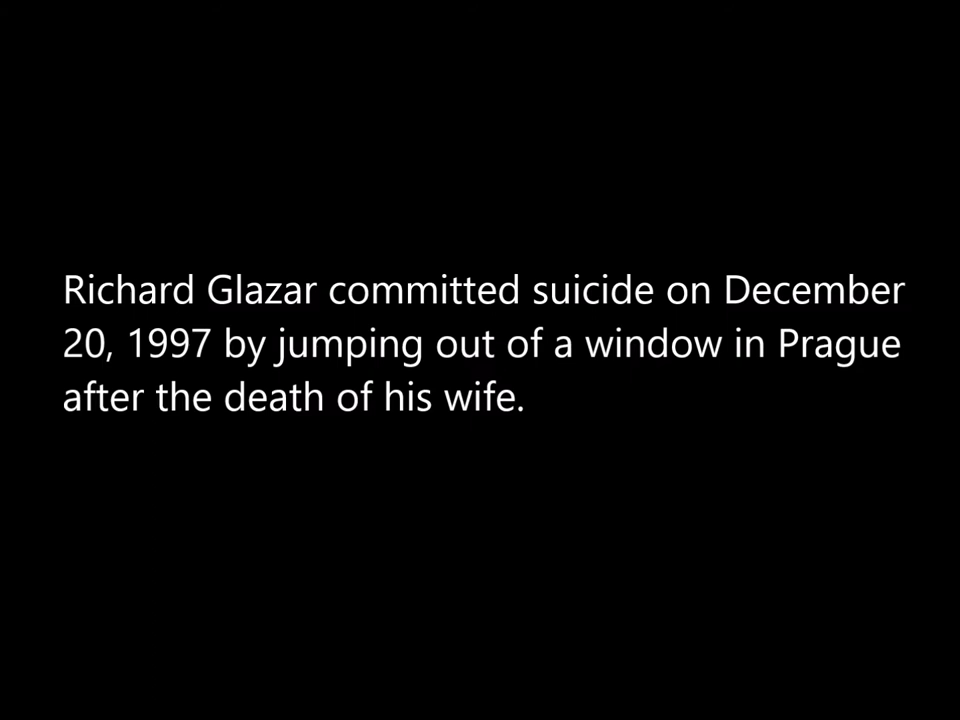 Richard Glazar committed suicide on December
20, 1997 by jumping out of a window in Prague
after the death of his wife.